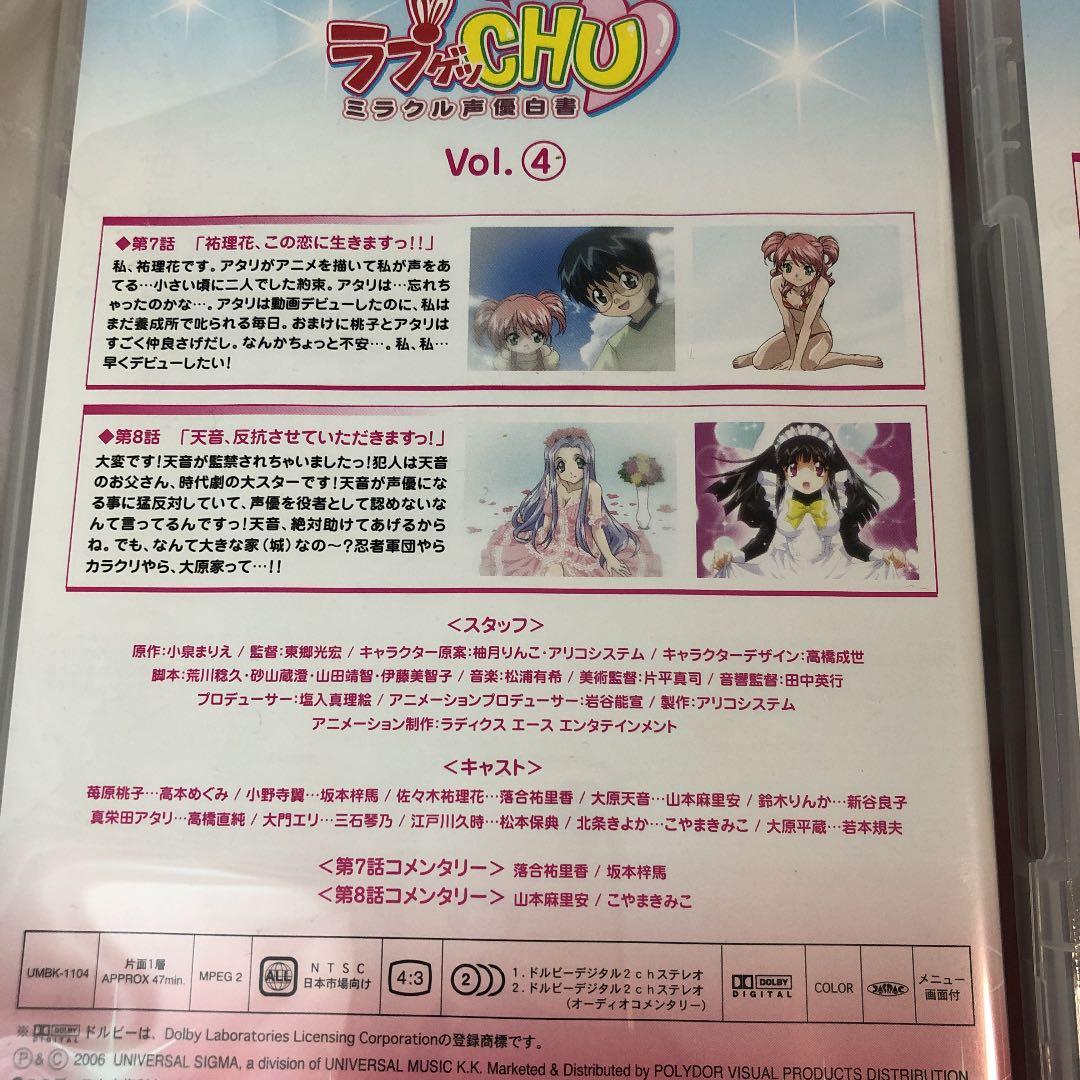 ラブゲッCHU
ミラクル声優白書
Vol.④
◆第7話 「祐理花、この恋に生きますっ!!」
私、祐理花です。アタリがアニメを描いて私が声をあ
てる…小さい頃に二人でした約束。アタリは…忘れち
ゃったのかな…。アタリは動画デビューしたのに、私は
まだ養成所で叱られる毎日。おまけに桃子とアタリは
すごく仲良さげだし。なんかちょっと不安…。私、私…
早くデビューしたい!
◆第8話 「天音、反抗させていただきますっ!」
大変です!天音が監禁されちゃいましたっ!犯人は天音
のお父さん、時代劇の大スターです!天音が声優にな
る事に猛反対していて、声優を役者として認めないな
んて言ってるんですっ!天音、絶対助けてあげるから
ね。でも、なんて大きな家(城)なの〜?忍者軍団やら
カラクリやら、大原家って…!!
<スタッフ>
原作:小泉まりえ / 監督:東郷光宏 / キャラクター原案:柚月りんご・アリコシステム / キャラクターデザイン:高橋成世
脚本:荒川稔久・砂山蔵澄・山田靖智・伊藤美智子 / 音楽:松浦有希 / 美術監督:片平真司 / 音響監督:田中英行
プロデューサー:塩入真理絵 / アニメーションプロデューサー:岩谷能宣 / 製作:アリコシステム
アニメーション制作:ラディクス エース エンタテインメント
<キャスト>
苺原桃子…高本めぐみ / 小野寺翼…坂本梓馬 / 佐々木祐理花…落合祐里香 / 大原天音…山本麻里安 / 鈴木りんか…新谷良子
真栄田アタリ…高橋直純 / 大門エリ…三石琴乃 / 江戸川久時…松本保典 / 北条きよか…こやまきみこ / 大原平蔵…若本規夫
<第7話コメンタリー> 落合祐里香 / 坂本梓馬
<第8話コメンタリー> 山本麻里安 / こやまきみこ
UMBK-1104
片面1層
APPROX 47min.
MPEG 2
ALL
NTSC
日本市場向け
4:3
2
1. ドルビーデジタル2chステレオ
2. ドルビーデジタル2chステレオ
(オーディオコメンタリー)
DOLBY
DIGITAL
COLOR
JASRAC
メニュー
画面付
※DOLBY DIGITAL ドルビーは、Dolby Laboratories Licensing Corporationの登録商標です。
Ⓟ&Ⓒ 2006 UNIVERSAL SIGMA, a division of UNIVERSAL MUSIC K.K. Marketed & Distributed by POLYDOR VISUAL PRODUCTS DISTRIBUTION